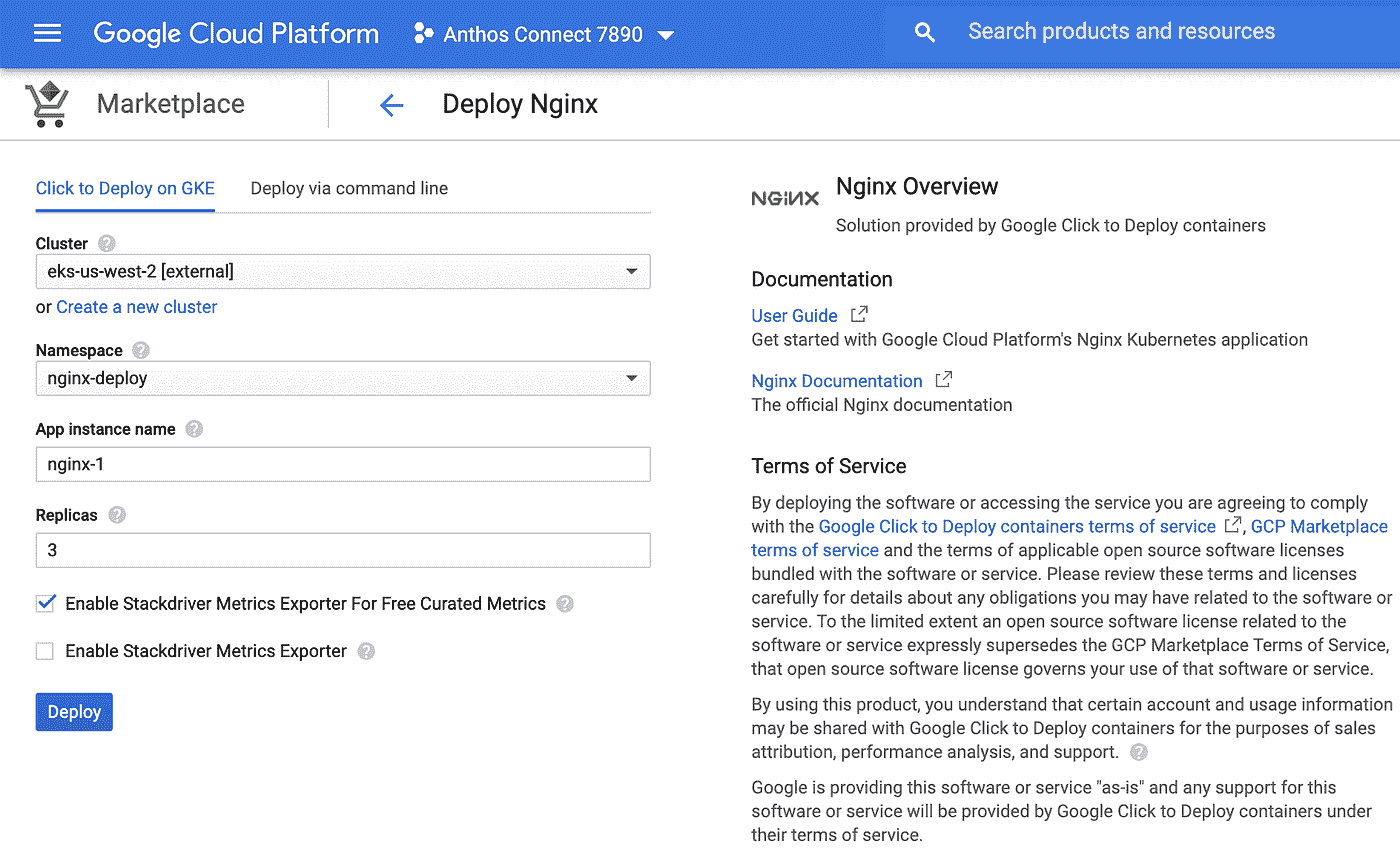 Google Cloud Platform
Anthos Connect 7890
Search products and resources
Marketplace
Deploy Nginx
Click to Deploy on GKE
Deploy via command line
Cluster
eks-us-west-2 [external]
or Create a new cluster
Namespace
nginx-deploy
App instance name
nginx-1
Replicas
3
Enable Stackdriver Metrics Exporter For Free Curated Metrics
Enable Stackdriver Metrics Exporter
Deploy
NGINX
Nginx Overview
Solution provided by Google Click to Deploy containers
Documentation
User Guide
Get started with Google Cloud Platform's Nginx Kubernetes application
Nginx Documentation
The official Nginx documentation
Terms of Service
By deploying the software or accessing the service you are agreeing to comply
with the Google Click to Deploy containers terms of service , GCP Marketplace
terms of service and the terms of applicable open source software licenses
bundled with the software or service. Please review these terms and licenses
carefully for details about any obligations you may have related to the software or
service. To the limited extent an open source software license related to the
software or service expressly supersedes the GCP Marketplace Terms of Service,
that open source software license governs your use of that software or service.
By using this product, you understand that certain account and usage information
may be shared with Google Click to Deploy containers for the purposes of sales
attribution, performance analysis, and support.
Google is providing this software or service "as-is" and any support for this
software or service will be provided by Google Click to Deploy containers under
their terms of service.